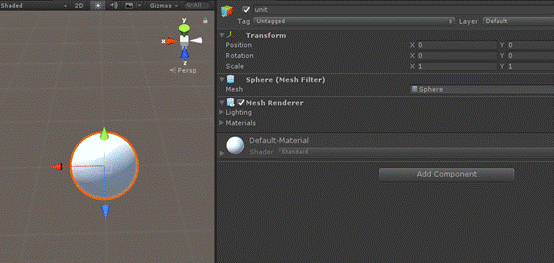 Shaded 2D Gizmos All
y
x
z
Persp
unit
Tag Untagged Layer Default
Transform
Position X 0 Y 0
Rotation X 0 Y 0
Scale X 1 Y 1
Sphere (Mesh Filter)
Mesh Sphere
Mesh Renderer
Lighting
Materials
Default-Material
Shader Standard
Add Component